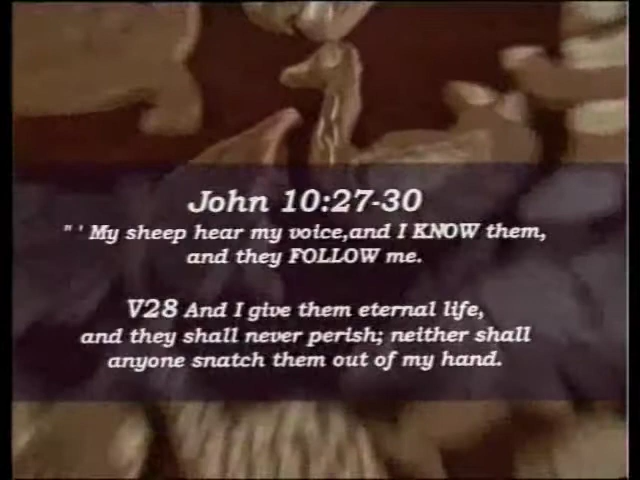 John 10:27-30
" ' My sheep hear my voice,and I KNOW them,
and they FOLLOW me.
V28 And I give them eternal life,
and they shall never perish; neither shall
anyone snatch them out of my hand.